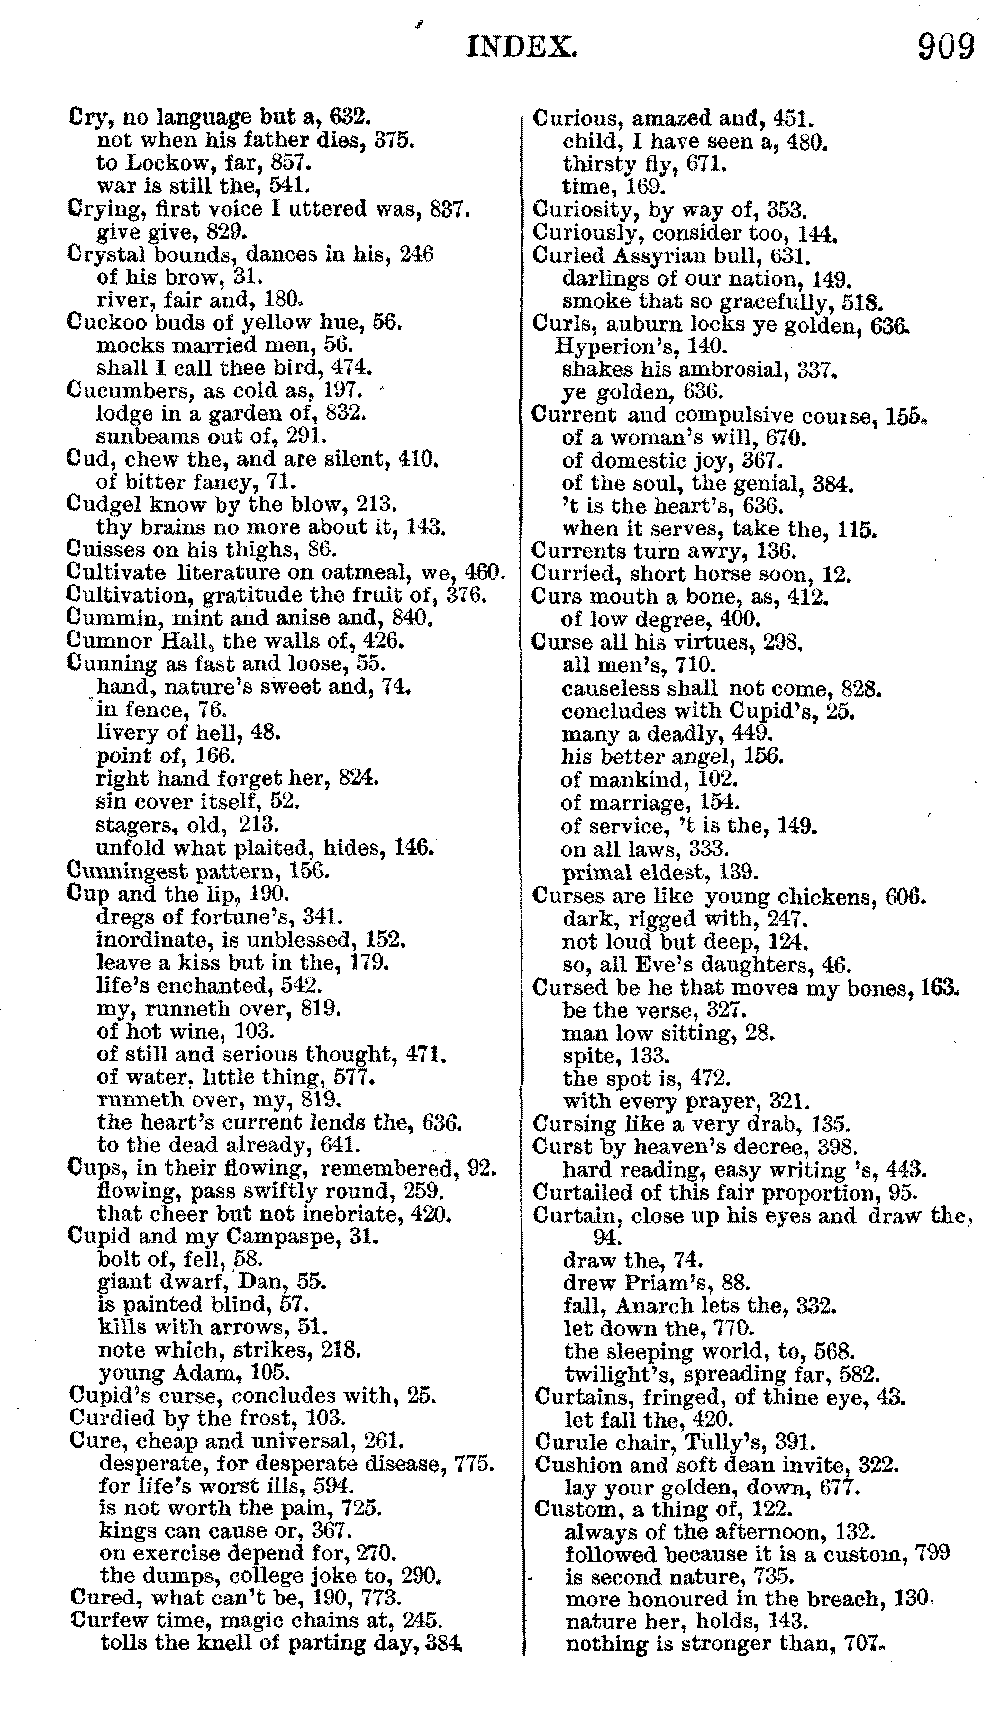 INDEX.
909
Cry, no language but a, 632.
not when his father dies, 375.
to Lockow, far, 857.
war is still the, 541.
Crying, first voice I uttered was, 837.
give give, 829.
Crystal bounds, dances in his, 246
of his brow, 31.
river, fair and, 180.
Cuckoo buds of yellow hue, 56.
mocks married men, 56.
shall I call thee bird, 474.
Cucumbers, as cold as, 197.
lodge in a garden of, 832.
sunbeams out of, 291.
Cud, chew the, and are silent, 410.
of bitter fancy, 71.
Cudgel know by the blow, 213.
thy brains no more about it, 143.
Cuisses on his thighs, 86.
Cultivate literature on oatmeal, we, 460.
Cultivation, gratitude the fruit of, 376.
Cummin, mint and anise and, 840.
Cumnor Hall, the walls of, 426.
Cunning as fast and loose, 55.
hand, nature's sweet and, 74.
in fence, 76.
livery of hell, 48.
point of, 166.
right hand forget her, 824.
sin cover itself, 52.
stagers, old, 213.
unfold what plaited, hides, 146.
Cunningest pattern, 156.
Cup and the lip, 190.
dregs of fortune's, 341.
inordinate, is unblessed, 152.
leave a kiss but in the, 179.
life's enchanted, 542.
my, runneth over, 819.
of hot wine, 103.
of still and serious thought, 471.
of water, little thing, 577.
runneth over, my, 819.
the heart's current lends the, 636.
to the dead already, 641.
Cups, in their flowing, remembered, 92.
flowing, pass swiftly round, 259.
that cheer but not inebriate, 420.
Cupid and my Campaspe, 31.
bolt of, fell, 58.
giant dwarf, Dan, 55.
is painted blind, 57.
kills with arrows, 51.
note which, strikes, 218.
young Adam, 105.
Cupid's curse, concludes with, 25.
Curdied by the frost, 103.
Cure, cheap and universal, 261.
desperate, for desperate disease, 775.
for life's worst ills, 594.
is not worth the pain, 725.
kings can cause or, 367.
on exercise depend for, 270.
the dumps, college joke to, 290.
Cured, what can't be, 190, 773.
Curfew time, magic chains at, 245.
tolls the knell of parting day, 384
Curious, amazed and, 451.
child, I have seen a, 480.
thirsty fly, 671.
time, 169.
Curiosity, by way of, 353.
Curiously, consider too, 144.
Curled Assyrian bull, 631.
darlings of our nation, 149.
smoke that so gracefully, 518.
Curls, auburn locks ye golden, 636.
Hyperion's, 140.
shakes his ambrosial, 337.
ye golden, 636.
Current and compulsive course, 155.
of a woman's will, 670.
of domestic joy, 367.
of the soul, the genial, 384.
't is the heart's, 636.
when it serves, take the, 115.
Currents turn awry, 136.
Curried, short horse soon, 12.
Curs mouth a bone, as, 412.
of low degree, 400.
Curse all his virtues, 298.
all men's, 710.
causeless shall not come, 828.
concludes with Cupid's, 25.
many a deadly, 449.
his better angel, 156.
of mankind, 102.
of marriage, 154.
of service, 't is the, 149.
on all laws, 333.
primal eldest, 139.
Curses are like young chickens, 606.
dark, rigged with, 247.
not loud but deep, 124.
so, all Eve's daughters, 46.
Cursed be he that moves my bones, 163.
be the verse, 327.
man low sitting, 28.
spite, 133.
the spot is, 472.
with every prayer, 321.
Cursing like a very drab, 135.
Curst by heaven's decree, 398.
hard reading, easy writing 's, 443.
Curtailed of this fair proportion, 95.
Curtain, close up his eyes and draw the,
94.
draw the, 74.
drew Priam's, 88.
fall, Anarch lets the, 332.
let down the, 770.
the sleeping world, to, 568.
twilight's, spreading far, 582.
Curtains, fringed, of thine eye, 43.
let fall the, 420.
Curule chair, Tully's, 391.
Cushion and soft dean invite, 322.
lay your golden, down, 677.
Custom, a thing of, 122.
always of the afternoon, 132.
followed because it is a custom, 799
is second nature, 735.
more honoured in the breach, 130.
nature her, holds, 143.
nothing is stronger than, 707.